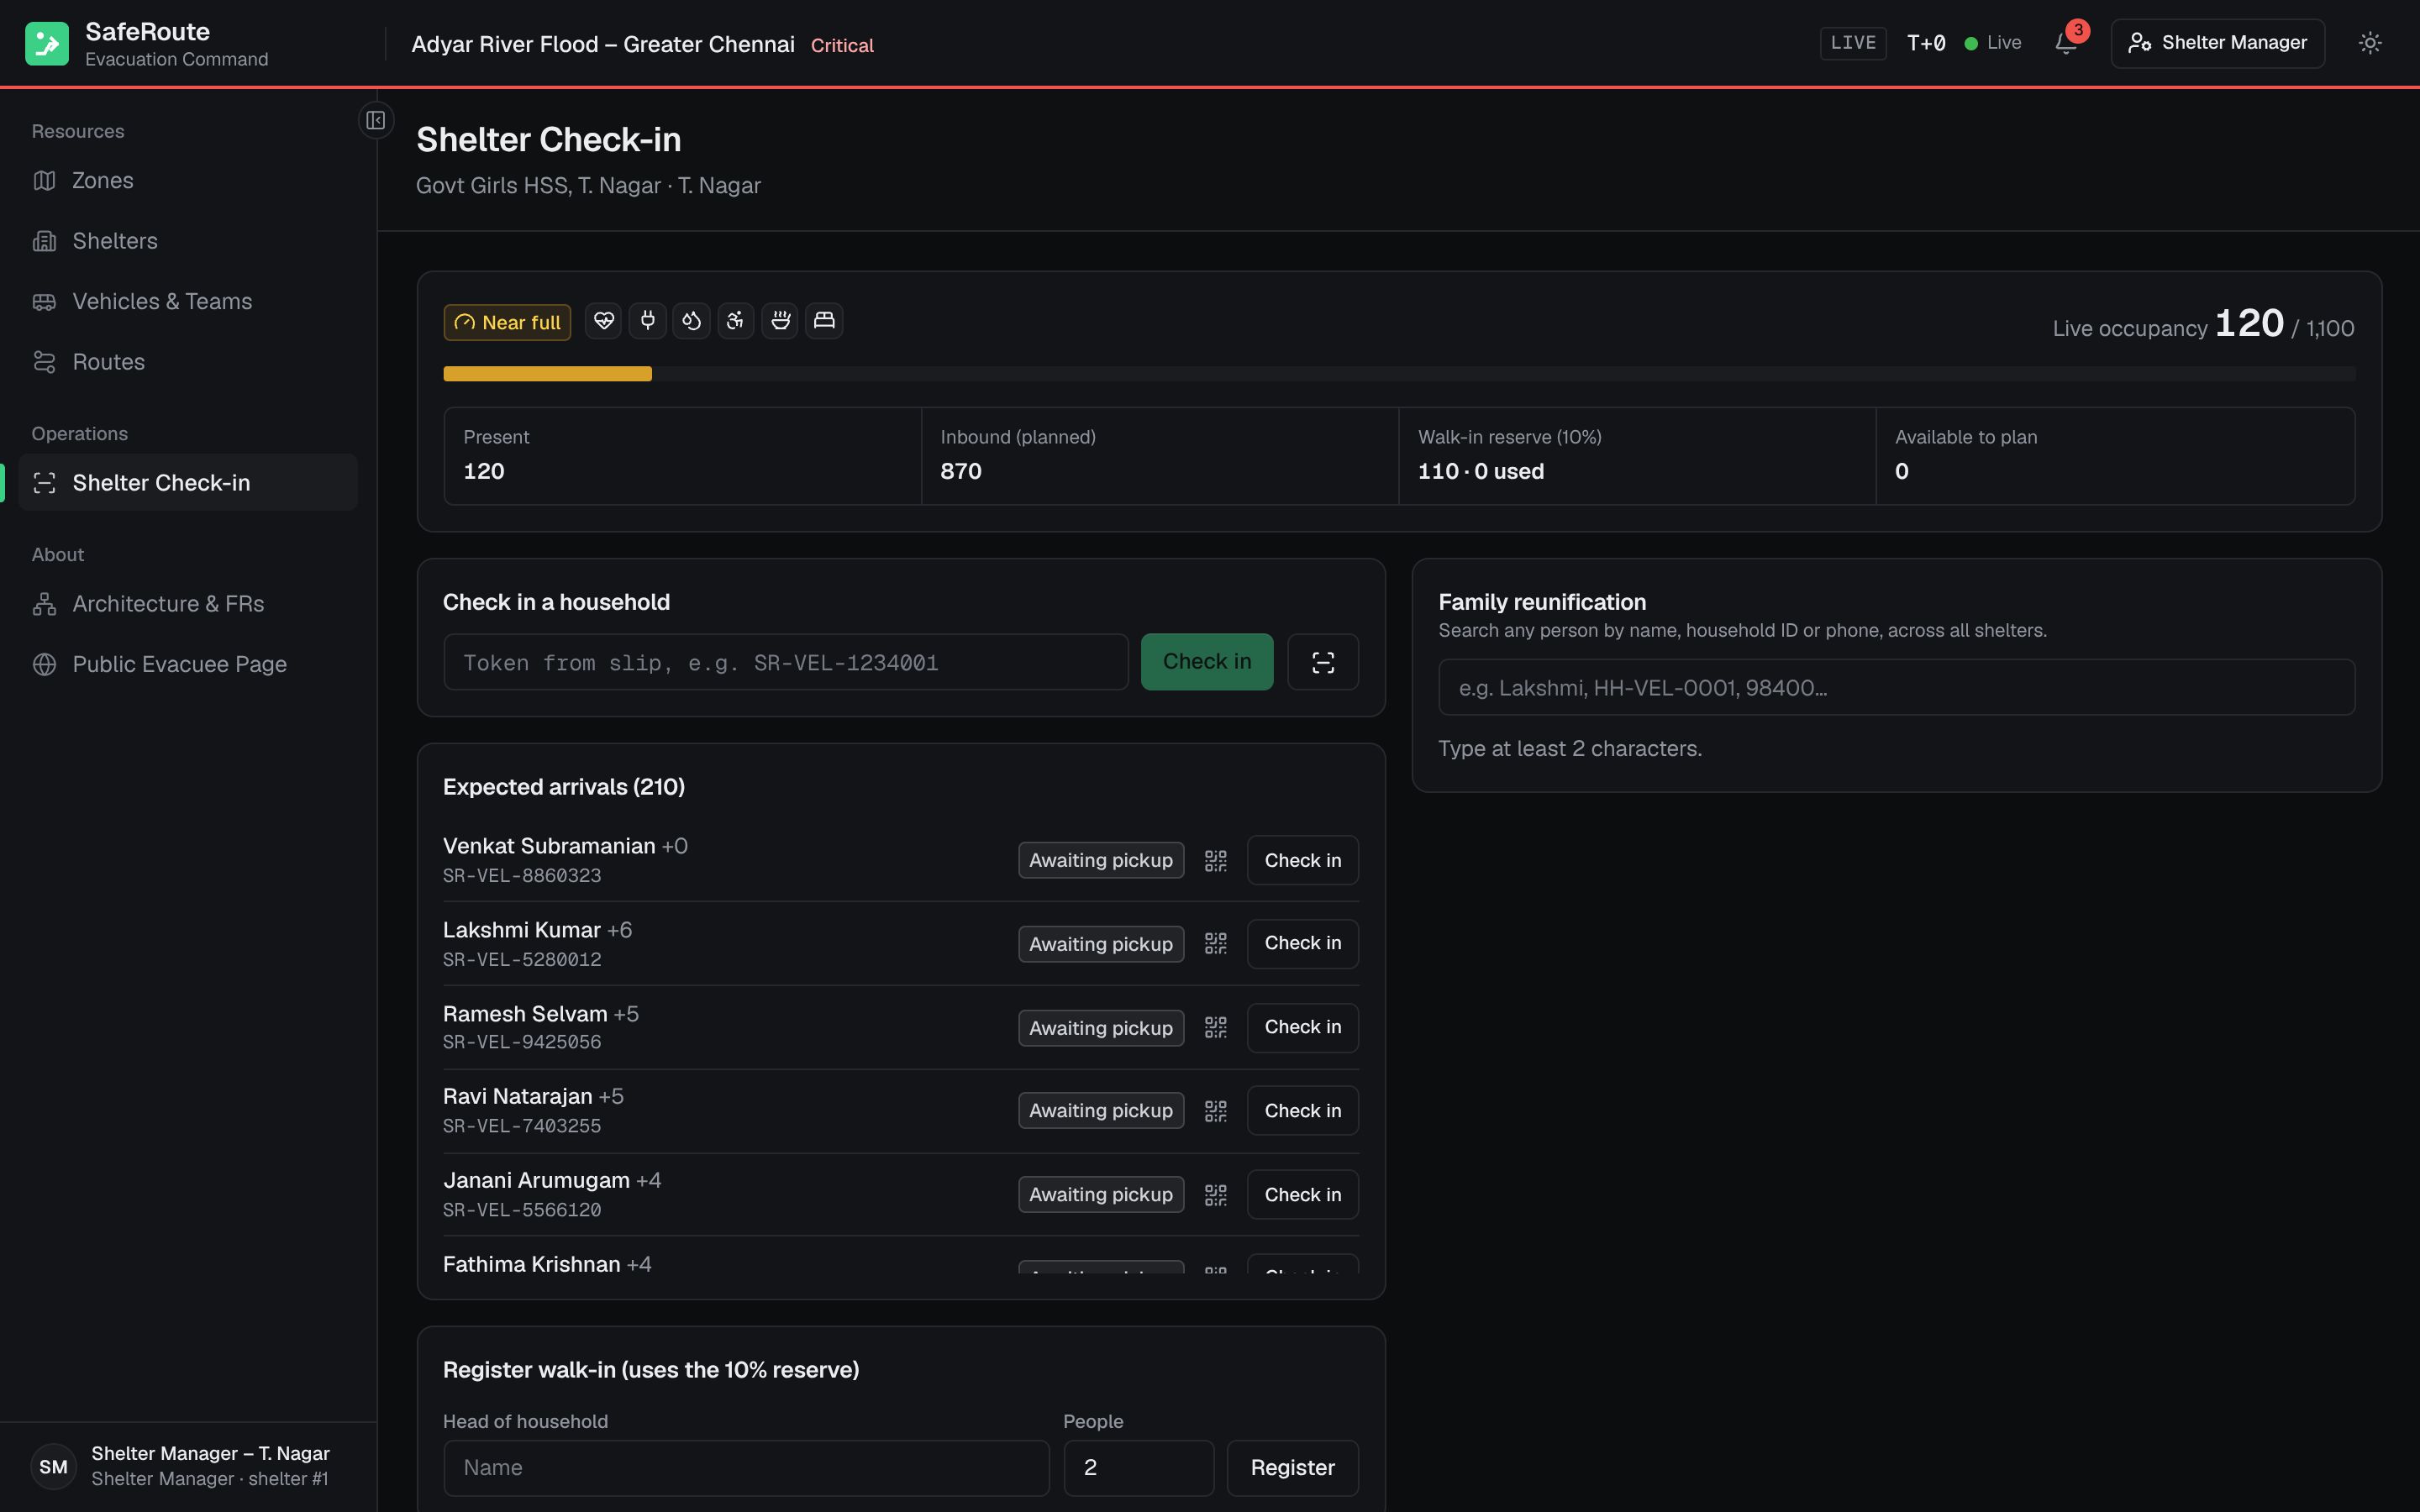 SafeRoute
Evacuation Command
Adyar River Flood – Greater Chennai Critical
LIVE T+0 Live 3 Shelter Manager
Resources
Zones
Shelters
Vehicles & Teams
Routes
Operations
Shelter Check-in
About
Architecture & FRs
Public Evacuee Page
SM
Shelter Manager – T. Nagar
Shelter Manager · shelter #1
Shelter Check-in
Govt Girls HSS, T. Nagar · T. Nagar
Near full
Live occupancy 120 / 1,100
Present
120
Inbound (planned)
870
Walk-in reserve (10%)
110 · 0 used
Available to plan
0
Check in a household
Token from slip, e.g. SR-VEL-1234001
Check in
Expected arrivals (210)
Venkat Subramanian +0
SR-VEL-8860323
Awaiting pickup
Check in
Lakshmi Kumar +6
SR-VEL-5280012
Awaiting pickup
Check in
Ramesh Selvam +5
SR-VEL-9425056
Awaiting pickup
Check in
Ravi Natarajan +5
SR-VEL-7403255
Awaiting pickup
Check in
Janani Arumugam +4
SR-VEL-5566120
Awaiting pickup
Check in
Fathima Krishnan +4
Register walk-in (uses the 10% reserve)
Head of household
Name
People
2
Register
Family reunification
Search any person by name, household ID or phone, across all shelters.
e.g. Lakshmi, HH-VEL-0001, 98400…
Type at least 2 characters.